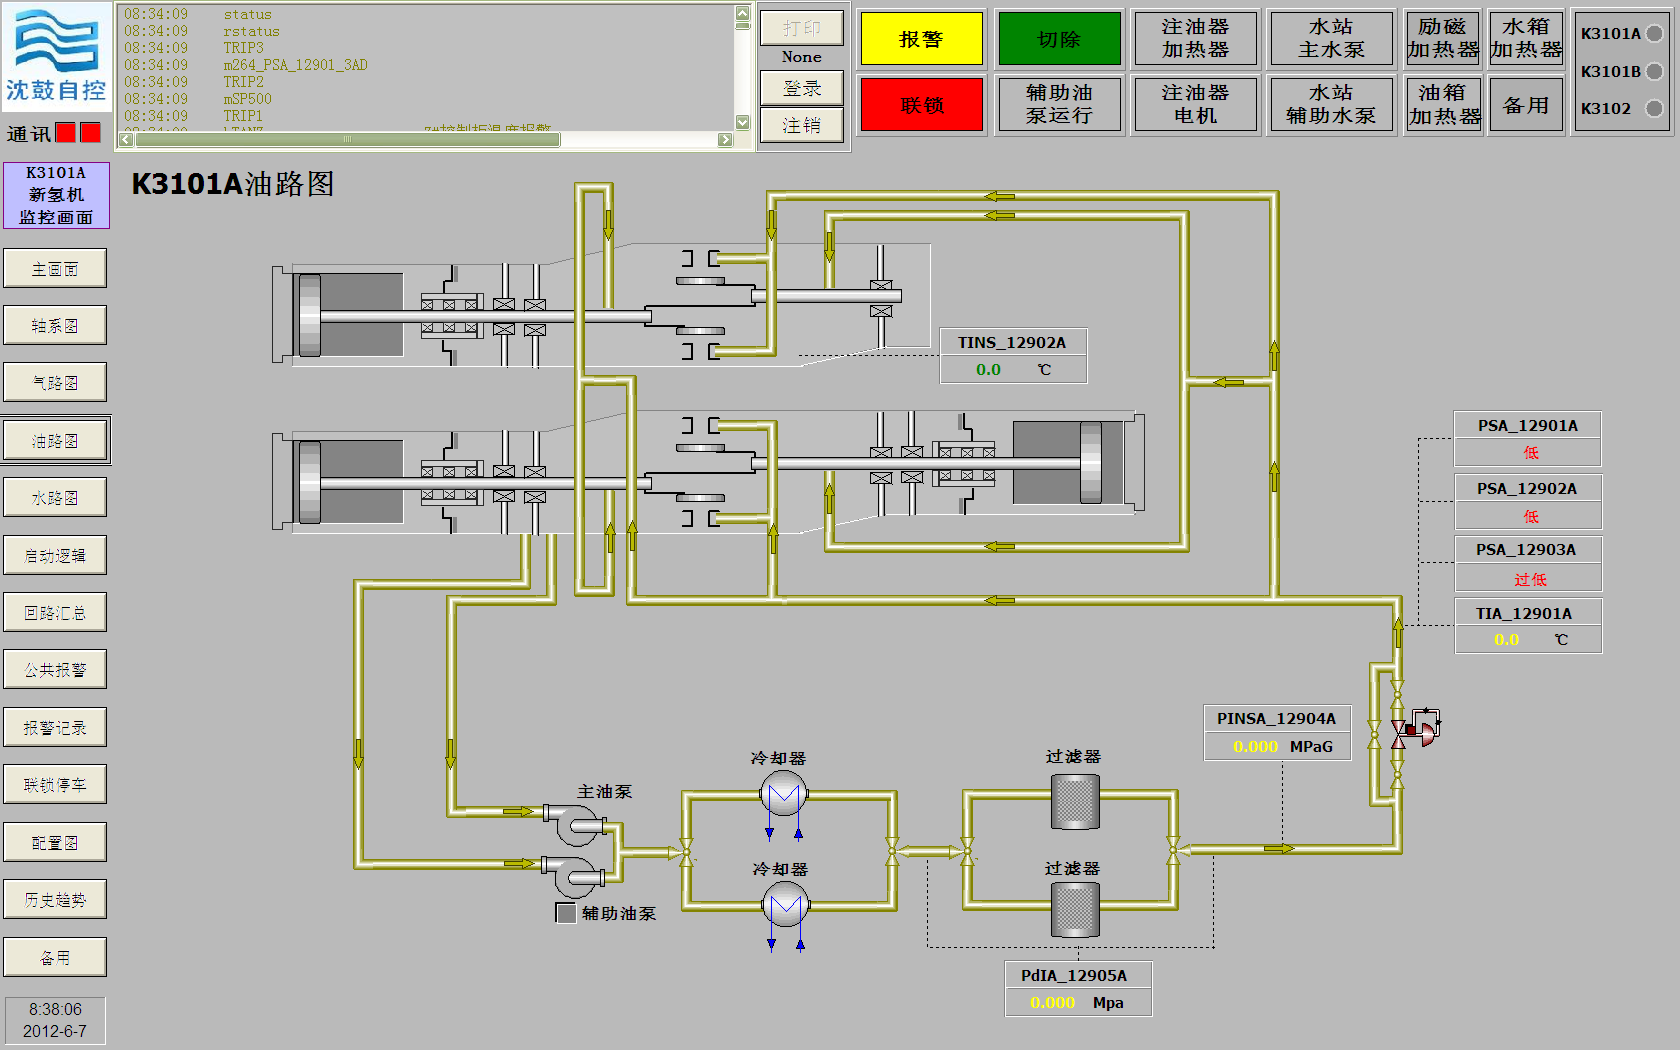 沈鼓自控
通讯
08:34:09 status
08:34:09 rstatus
08:34:09 TRIP3
08:34:09 m264_PSA_12901_3AD
08:34:09 TRIP2
08:34:09 mSP500
08:34:09 TRIP1
打印
None
登录
注销
报警
切除
注油器
加热器
水站
主水泵
励磁
加热器
水箱
加热器
联锁
辅助油
泵运行
注油器
电机
水站
辅助水泵
油箱
加热器
备用
K3101A
K3101B
K3102
K3101A
新氢机
监控画面
主画面
轴系图
气路图
油路图
水路图
启动逻辑
回路汇总
公共报警
报警记录
联锁停车
配置图
历史趋势
备用
8:38:06
2012-6-7
K3101A油路图
TINS_12902A
0.0 ℃
PSA_12901A
低
PSA_12902A
低
PSA_12903A
过低
TIA_12901A
0.0 ℃
PINSA_12904A
0.000 MPaG
冷却器
过滤器
主油泵
冷却器
过滤器
辅助油泵
PdIA_12905A
0.000 Mpa